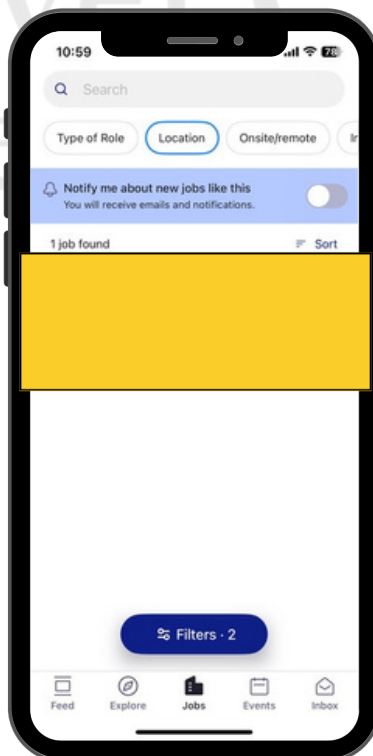 10:59
78
Search
Type of Role
Location
Onsite/remote
Notify me about new jobs like this
You will receive emails and notifications.
1 job found
Sort
Filters · 2
Feed
Explore
Jobs
Events
Inbox